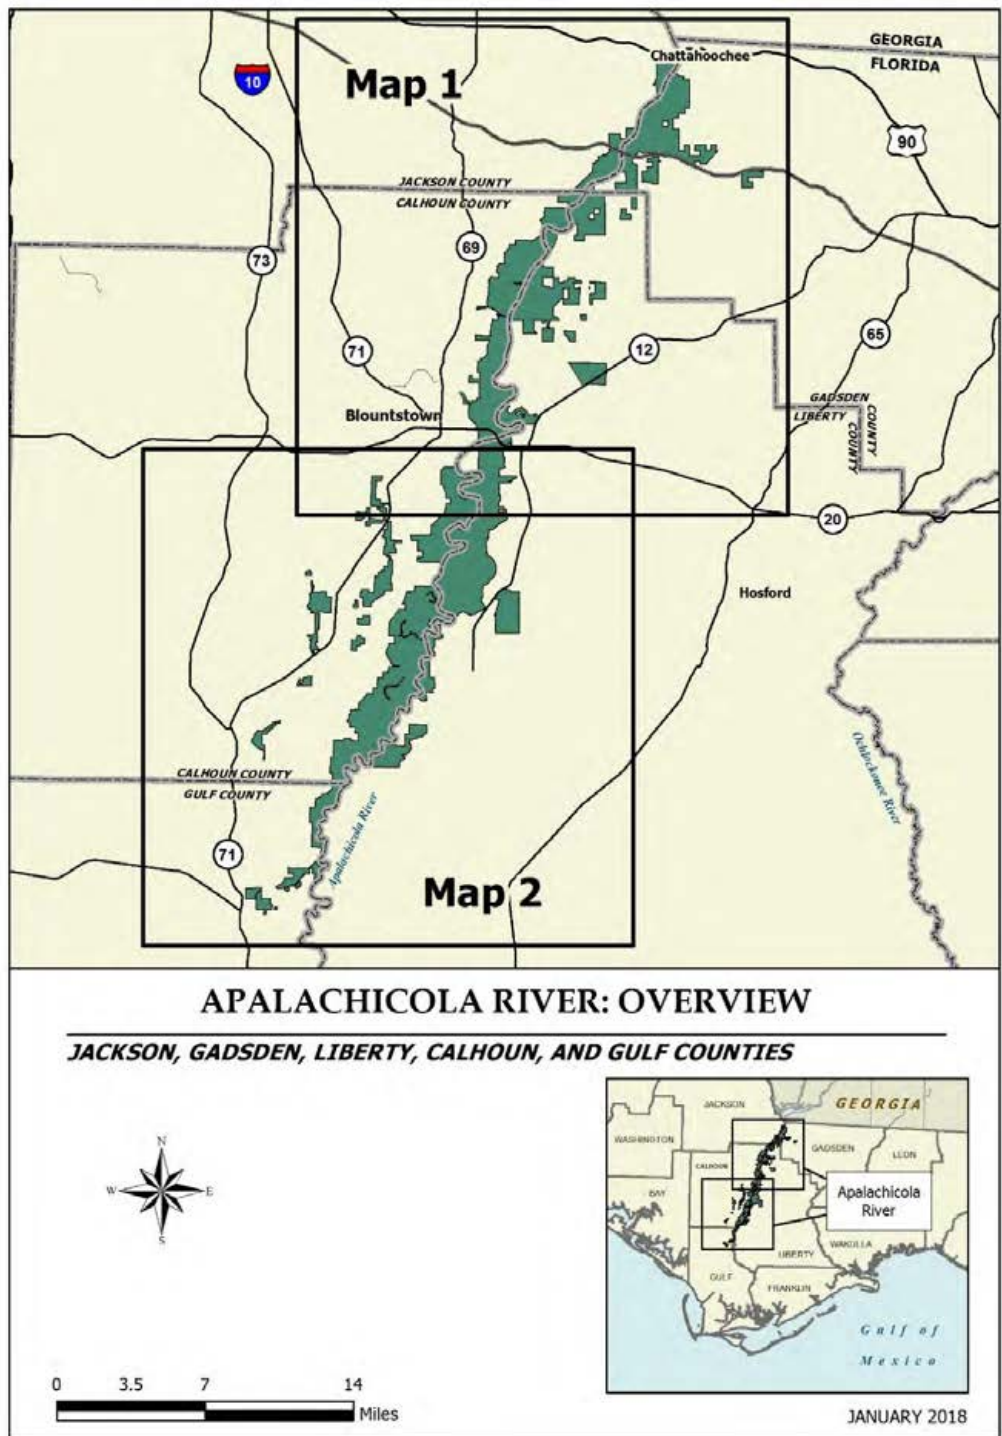 GEORGIA
FLORIDA
Chattahoochee
Map 1
10
90
JACKSON COUNTY
CALHOUN COUNTY
69
73
65
71
12
GADSDEN COUNTY
LIBERTY COUNTY
Blountstown
20
Hosford
Ochlockonee River
CALHOUN COUNTY
GULF COUNTY
Apalachicola River
71
Map 2
APALACHICOLA RIVER: OVERVIEW
JACKSON, GADSDEN, LIBERTY, CALHOUN, AND GULF COUNTIES
JACKSON
GEORGIA
WASHINGTON
GADSDEN
LEON
CALHOUN
N
W E
S
BAY
Apalachicola
River
LIBERTY
WAKULLA
GULF
FRANKLIN
Gulf of
Mexico
0 3.5 7 14
Miles
JANUARY 2018